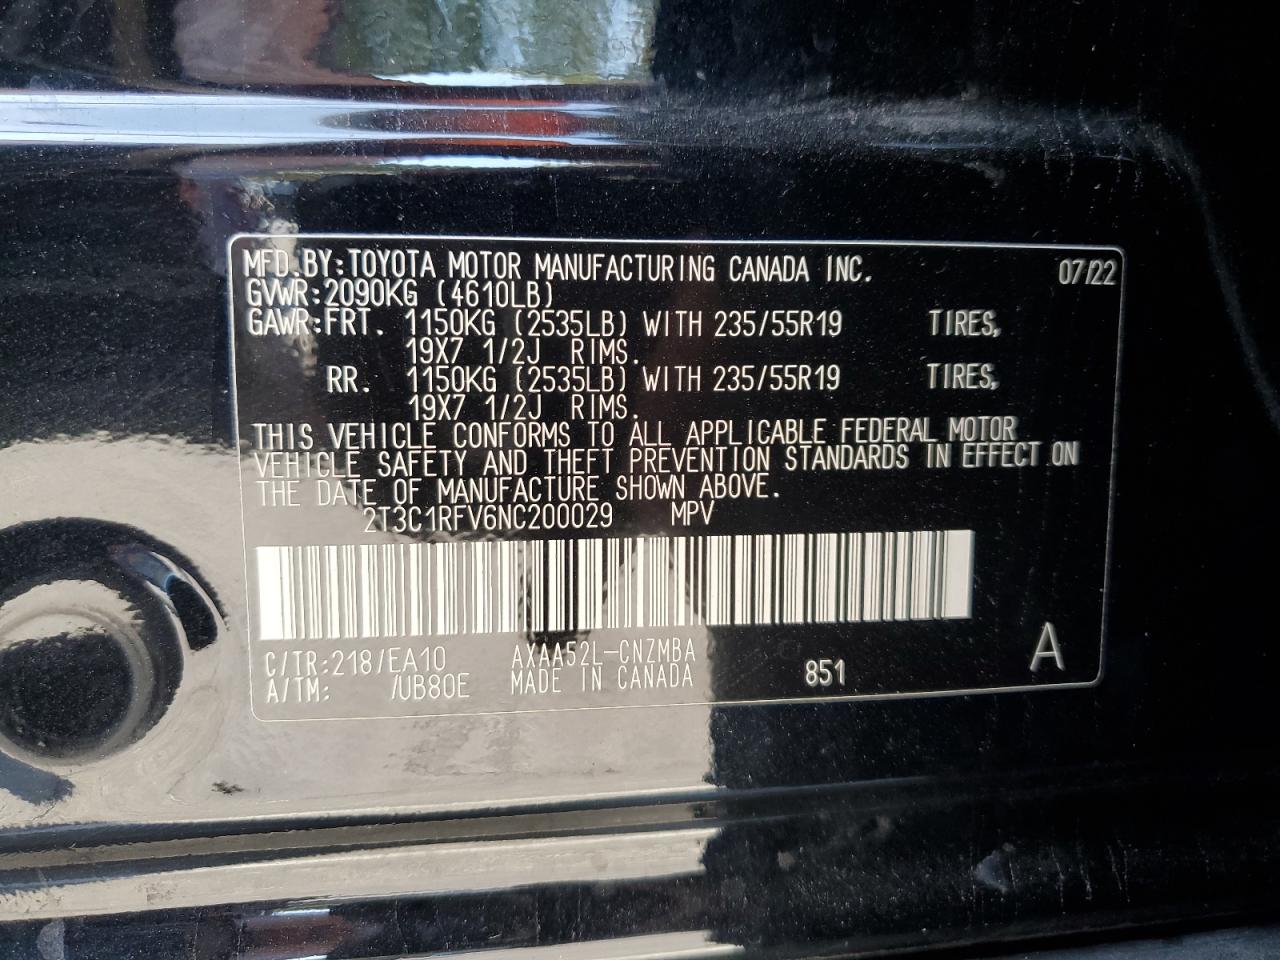 MFD.BY:TOYOTA MOTOR MANUFACTURING CANADA INC. 07/22
GVWR:2090KG (4610LB)
GAWR:FRT. 1150KG (2535LB) WITH 235/55R19 TIRES,
19X7 1/2J RIMS.
RR. 1150KG (2535LB) WITH 235/55R19 TIRES,
19X7 1/2J RIMS.
THIS VEHICLE CONFORMS TO ALL APPLICABLE FEDERAL MOTOR
VEHICLE SAFETY AND THEFT PREVENTION STANDARDS IN EFFECT ON
THE DATE OF MANUFACTURE SHOWN ABOVE.
2T3C1RFV6NC200029 MPV
C/TR:218/EA10 AXAA52L-CNZMBA
A/TM: /UB80E MADE IN CANADA 851 A